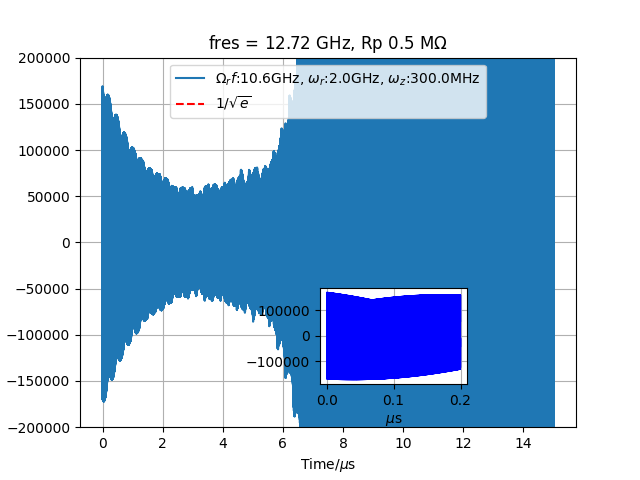 fres = 12.72 GHz, Rp 0.5 MΩ
200000
150000
100000
50000
0
−50000
−100000
−150000
−200000
Ω_rf:10.6GHz, ω_r:2.0GHz, ω_z:300.0MHz
1/√e
100000
0
−100000
0.0 0.1 0.2
μs
0 2 4 6 8 10 12 14
Time/μs